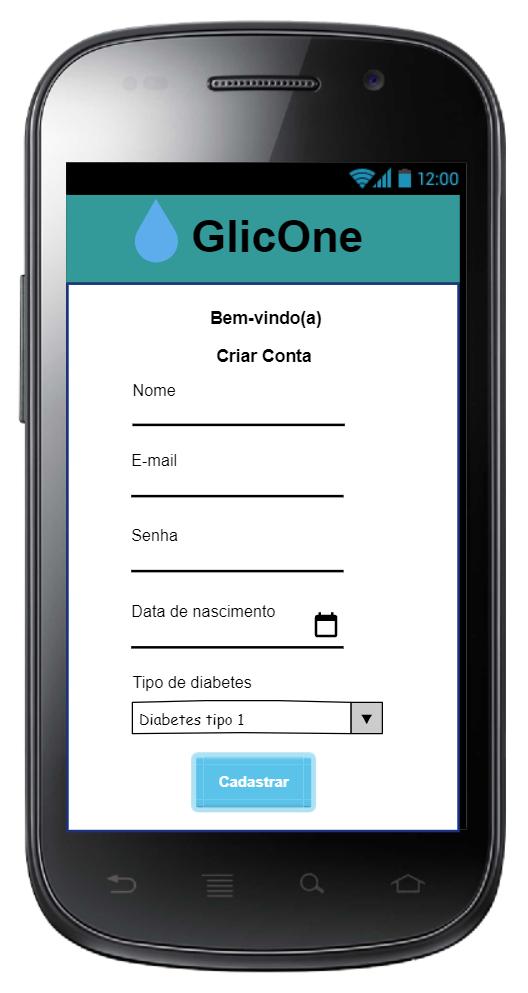 12:00
GlicOne
Bem-vindo(a)
Criar Conta
Nome
E-mail
Senha
Data de nascimento
Tipo de diabetes
Diabetes tipo 1
Cadastrar